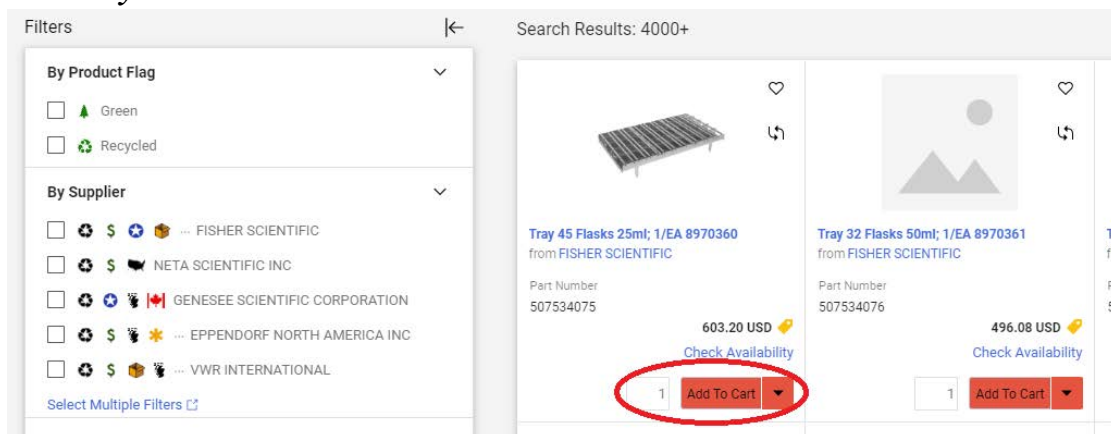 Filters
Search Results: 4000+
By Product Flag
Green
Recycled
By Supplier
$ ... FISHER SCIENTIFIC
$ NETA SCIENTIFIC INC
GENESEE SCIENTIFIC CORPORATION
$ ... EPPENDORF NORTH AMERICA INC
$ ... VWR INTERNATIONAL
Select Multiple Filters
Tray 45 Flasks 25ml; 1/EA 8970360
from FISHER SCIENTIFIC
Part Number
507534075
603.20 USD
Check Availability
1 Add To Cart
Tray 32 Flasks 50ml; 1/EA 8970361
from FISHER SCIENTIFIC
Part Number
507534076
496.08 USD
Check Availability
1 Add To Cart